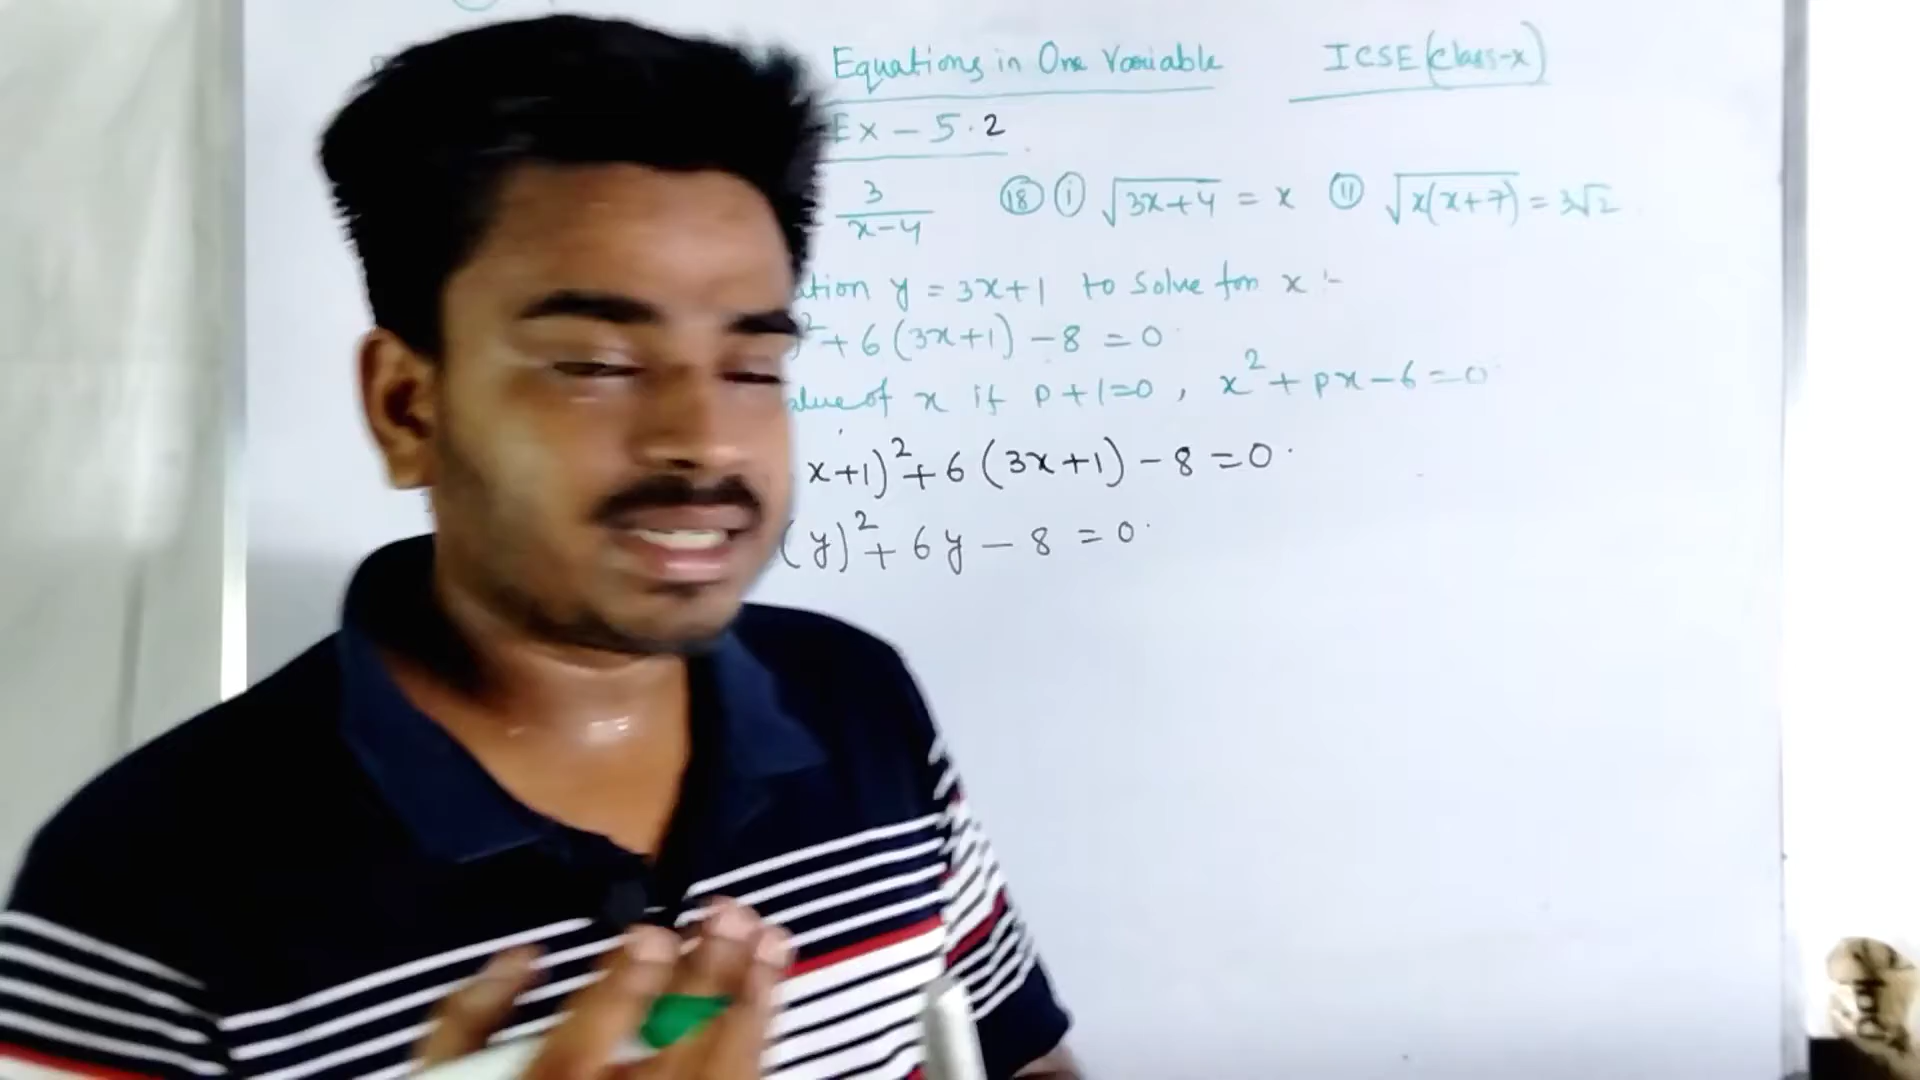 Equations in One Variable ICSE (Class-X)
Ex - 5.2
3/(x-4) (18) (i) √(3x+4) = x (ii) √(x(x+7)) = 3√2
y = 3x+1 to Solve for x :-
)² + 6(3x+1) - 8 = 0
of x if p+1=0, x² + px - 6 = 0
x+1)² + 6(3x+1) - 8 = 0.
(y)² + 6y - 8 = 0.